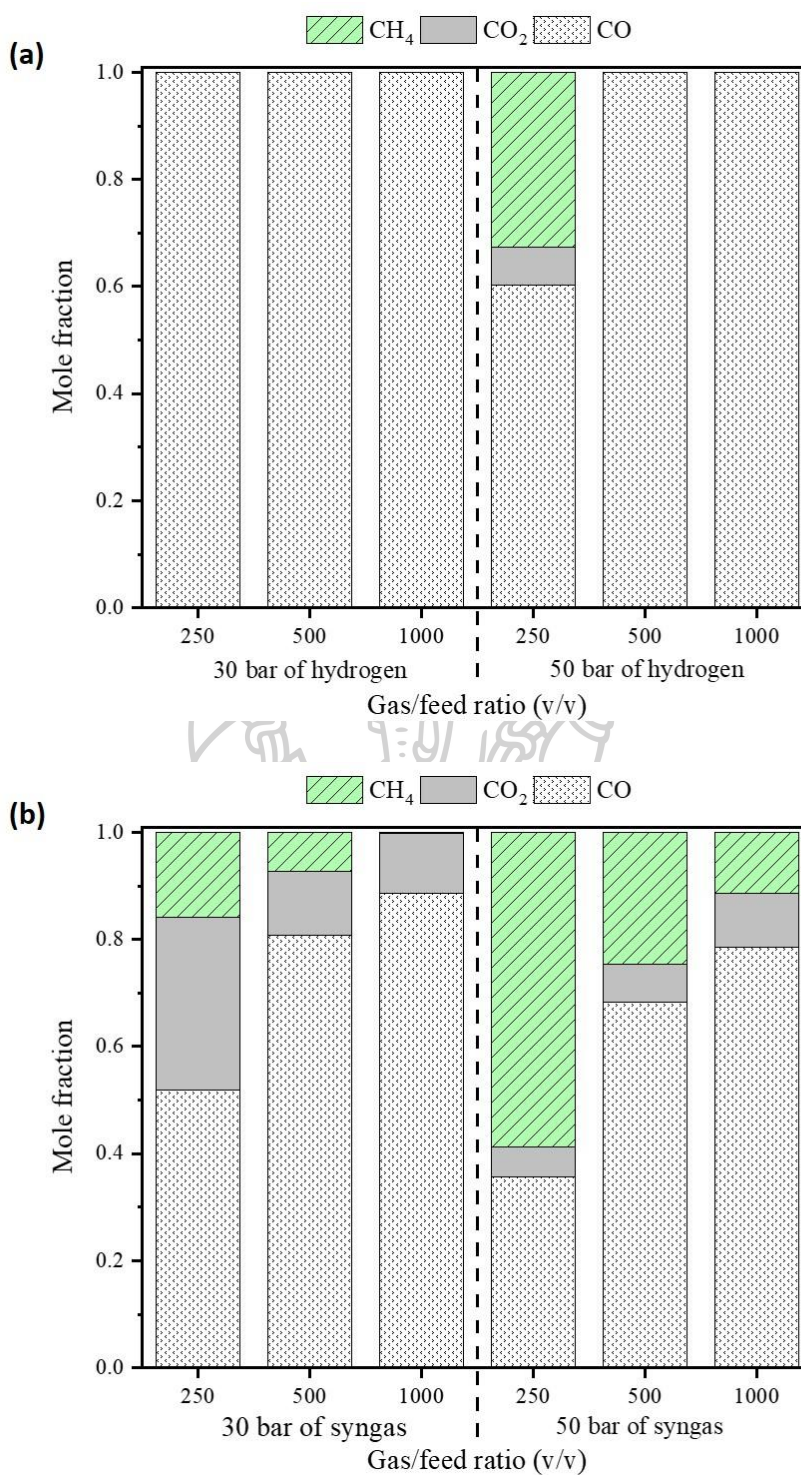 CH₄ CO₂ CO
(a)
1.0
0.8
0.6
0.4
0.2
0.0
Mole fraction
250 500 1000 250 500 1000
30 bar of hydrogen 50 bar of hydrogen
Gas/feed ratio (v/v)
CH₄ CO₂ CO
(b)
1.0
0.8
0.6
0.4
0.2
0.0
Mole fraction
250 500 1000 250 500 1000
30 bar of syngas 50 bar of syngas
Gas/feed ratio (v/v)